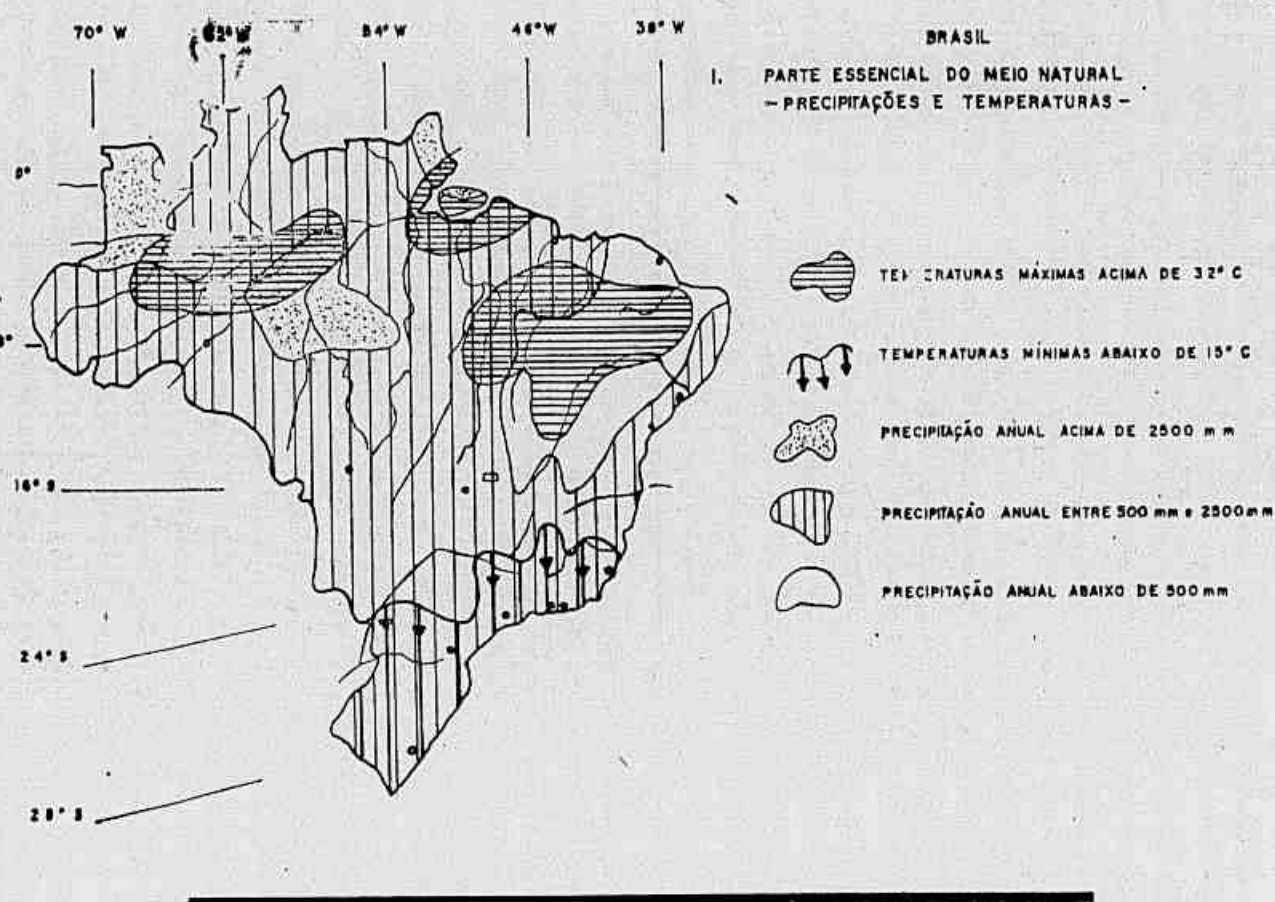 70° W 62° W 54° W 46° W 38° W
BRASIL
I. PARTE ESSENCIAL DO MEIO NATURAL
- PRECIPITAÇÕES E TEMPERATURAS -
TEMPERATURAS MÁXIMAS ACIMA DE 32° C
TEMPERATURAS MÍNIMAS ABAIXO DE 15° C
PRECIPITAÇÃO ANUAL ACIMA DE 2500 mm
16° S
PRECIPITAÇÃO ANUAL ENTRE 500 mm e 2500 mm
PRECIPITAÇÃO ANUAL ABAIXO DE 500 mm
24° S
28° S